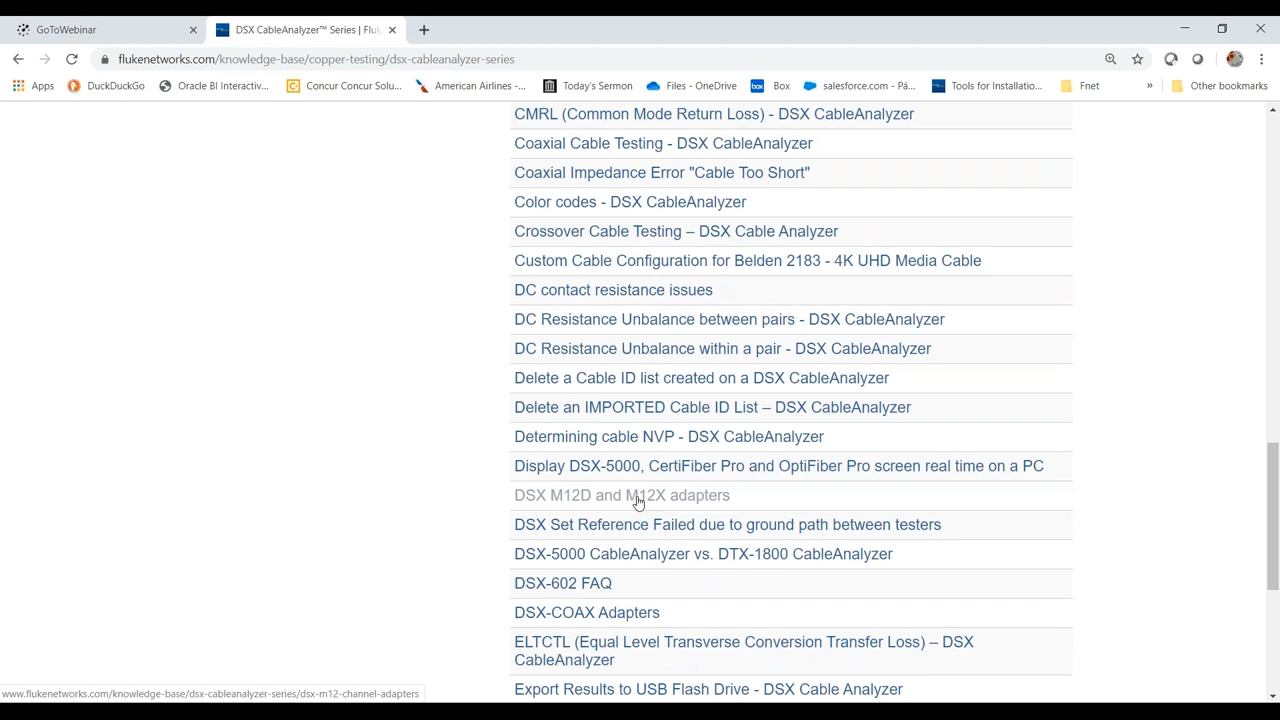 GoToWebinar
DSX CableAnalyzer™ Series | Fluk
flukenetworks.com/knowledge-base/copper-testing/dsx-cableanalyzer-series
Apps
DuckDuckGo
Oracle BI Interactiv...
Concur Concur Solu...
American Airlines -...
Today's Sermon
Files - OneDrive
box
Box
salesforce.com - Pá...
Tools for Installatio...
Fnet
»
Other bookmarks
CMRL (Common Mode Return Loss) - DSX CableAnalyzer
Coaxial Cable Testing - DSX CableAnalyzer
Coaxial Impedance Error "Cable Too Short"
Color codes - DSX CableAnalyzer
Crossover Cable Testing – DSX Cable Analyzer
Custom Cable Configuration for Belden 2183 - 4K UHD Media Cable
DC contact resistance issues
DC Resistance Unbalance between pairs - DSX CableAnalyzer
DC Resistance Unbalance within a pair - DSX CableAnalyzer
Delete a Cable ID list created on a DSX CableAnalyzer
Delete an IMPORTED Cable ID List – DSX CableAnalyzer
Determining cable NVP - DSX CableAnalyzer
Display DSX-5000, CertiFiber Pro and OptiFiber Pro screen real time on a PC
DSX M12D and M12X adapters
DSX Set Reference Failed due to ground path between testers
DSX-5000 CableAnalyzer vs. DTX-1800 CableAnalyzer
DSX-602 FAQ
DSX-COAX Adapters
ELTCTL (Equal Level Transverse Conversion Transfer Loss) – DSX
CableAnalyzer
Export Results to USB Flash Drive - DSX Cable Analyzer
www.flukenetworks.com/knowledge-base/dsx-cableanalyzer-series/dsx-m12-channel-adapters